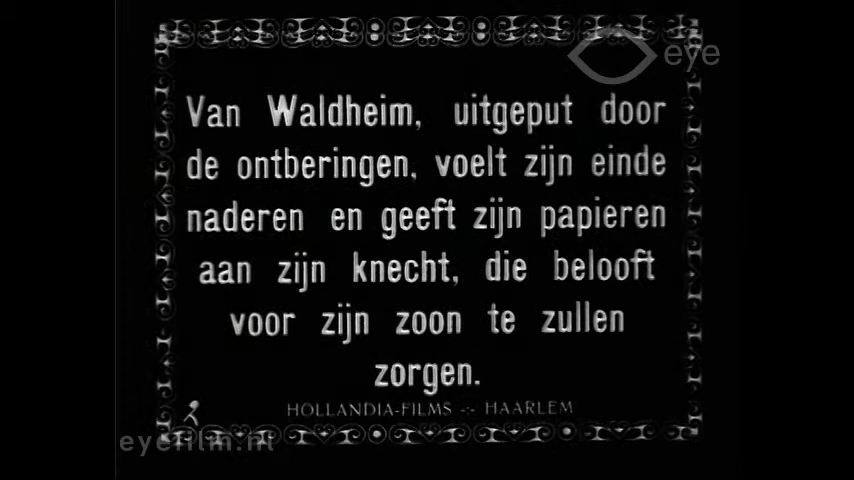 eye
Van Waldheim, uitgeput door
de ontberingen, voelt zijn einde
naderen en geeft zijn papieren
aan zijn knecht, die belooft
voor zijn zoon te zullen
zorgen.
HOLLANDIA-FILMS -:- HAARLEM
eyefilm.nl